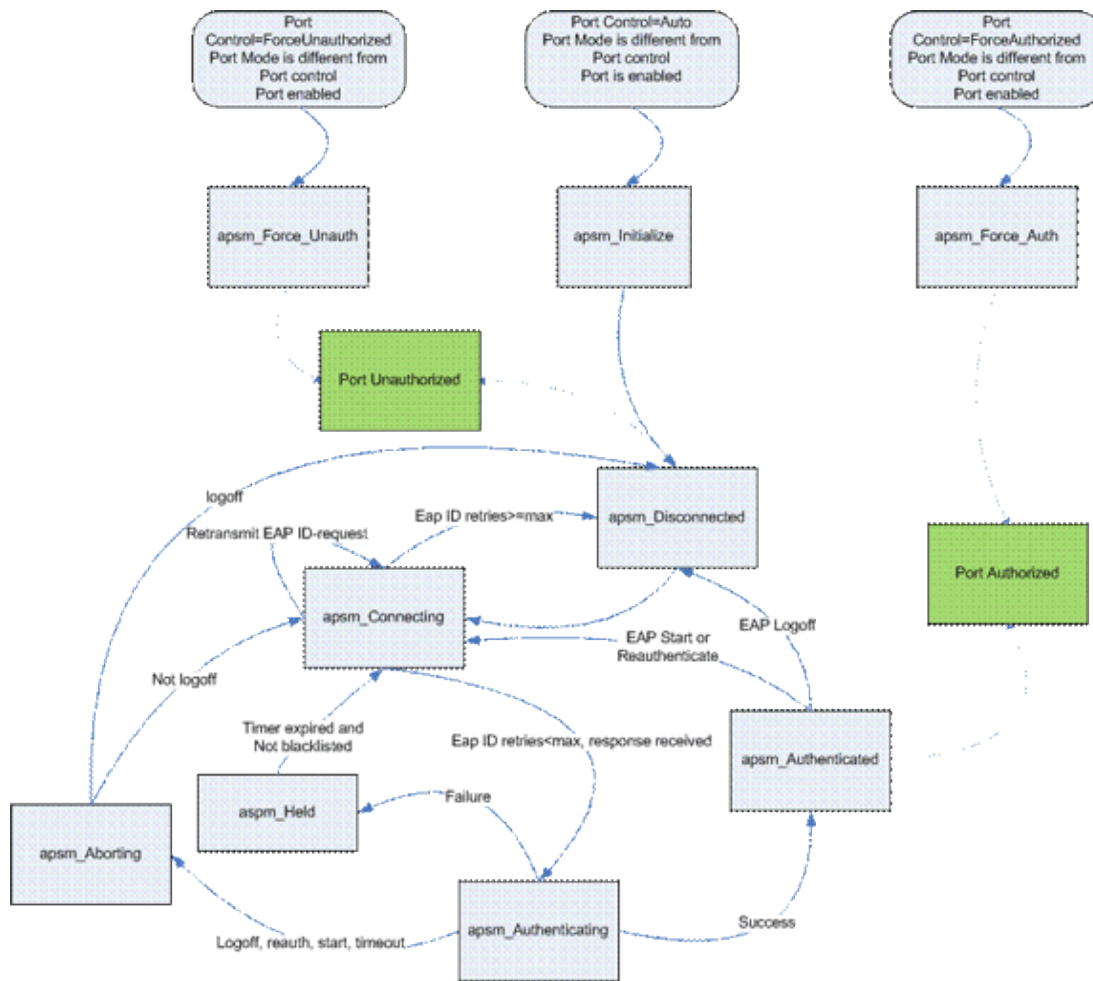 Port
Control=ForceUnauthorized
Port Mode is different from
Port control
Port enabled
Port Control=Auto
Port Mode is different from
Port control
Port is enabled
Port
Control=ForceAuthorized
Port Mode is different from
Port control
Port enabled
apsm_Force_Unauth
apsm_Initialize
apsm_Force_Auth
Port Unauthorized
logoff
Eap ID retries>=max
apsm_Disconnected
Retransmit EAP ID-request
Port Authorized
apsm_Connecting
EAP Start or
Reauthenticate
EAP Logoff
Not logoff
Timer expired and
Not blacklisted
Eap ID retries<max, response received
apsm_Authenticated
aspm_Held
Failure
apsm_Aborting
apsm_Authenticating
Success
Logoff, reauth, start, timeout